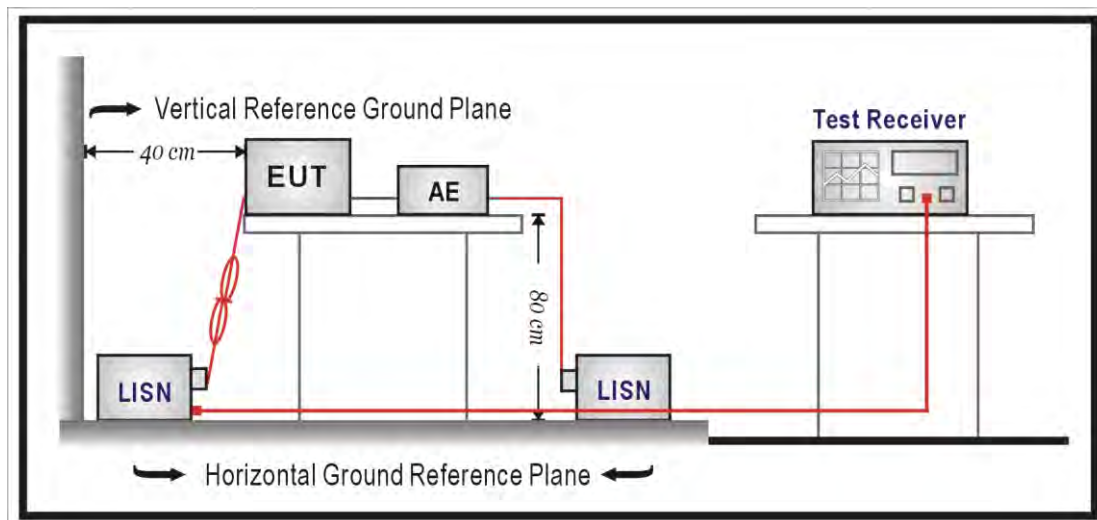 Vertical Reference Ground Plane
40 cm
EUT
AE
Test Receiver
80 cm
LISN
LISN
Horizontal Ground Reference Plane